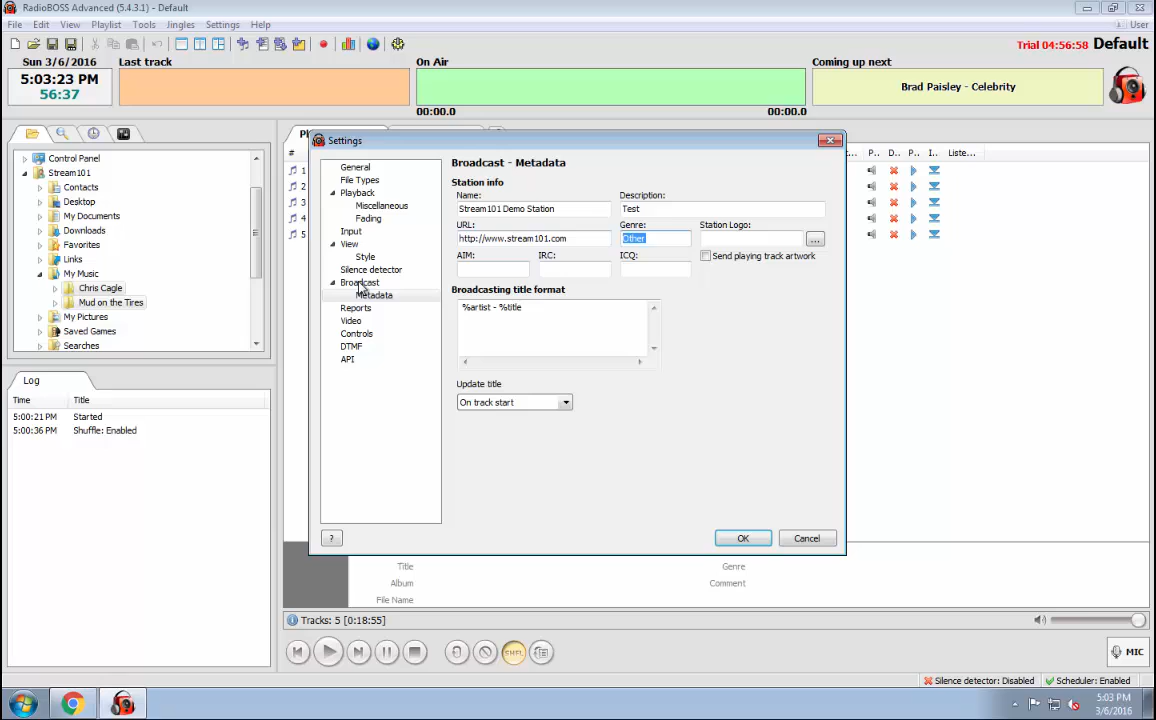 RadioBOSS Advanced (5.4.3.1) - Default
File Edit View Playlist Tools Jingles Settings Help
User
Trial 04:56:58 Default
Sun 3/6/2016
5:03:23 PM
56:37
Last track
On Air
00:00.0 00:00.0
Coming up next
Brad Paisley - Celebrity
Control Panel
Stream101
Contacts
Desktop
My Documents
Downloads
Favorites
Links
My Music
Chris Cagle
Mud on the Tires
My Pictures
Saved Games
Searches
Log
Time Title
5:00:21 PM Started
5:00:36 PM Shuffle: Enabled
#
1
2
3
4
5
P.. D.. P.. I.. Liste...
Settings
General
File Types
Playback
Miscellaneous
Fading
Input
View
Style
Silence detector
Broadcast
Metadata
Reports
Video
Controls
DTMF
API
Broadcast - Metadata
Station info
Name: Description:
Stream101 Demo Station Test
URL: Genre: Station Logo:
http://www.stream101.com Other ...
AIM: IRC: ICQ: Send playing track artwork
Broadcasting title format
%artist - %title
Update title
On track start
? OK Cancel
Title Genre
Album Comment
File Name
Tracks: 5 [0:18:55]
SHFL
MIC
Silence detector: Disabled Scheduler: Enabled
5:03 PM
3/6/2016